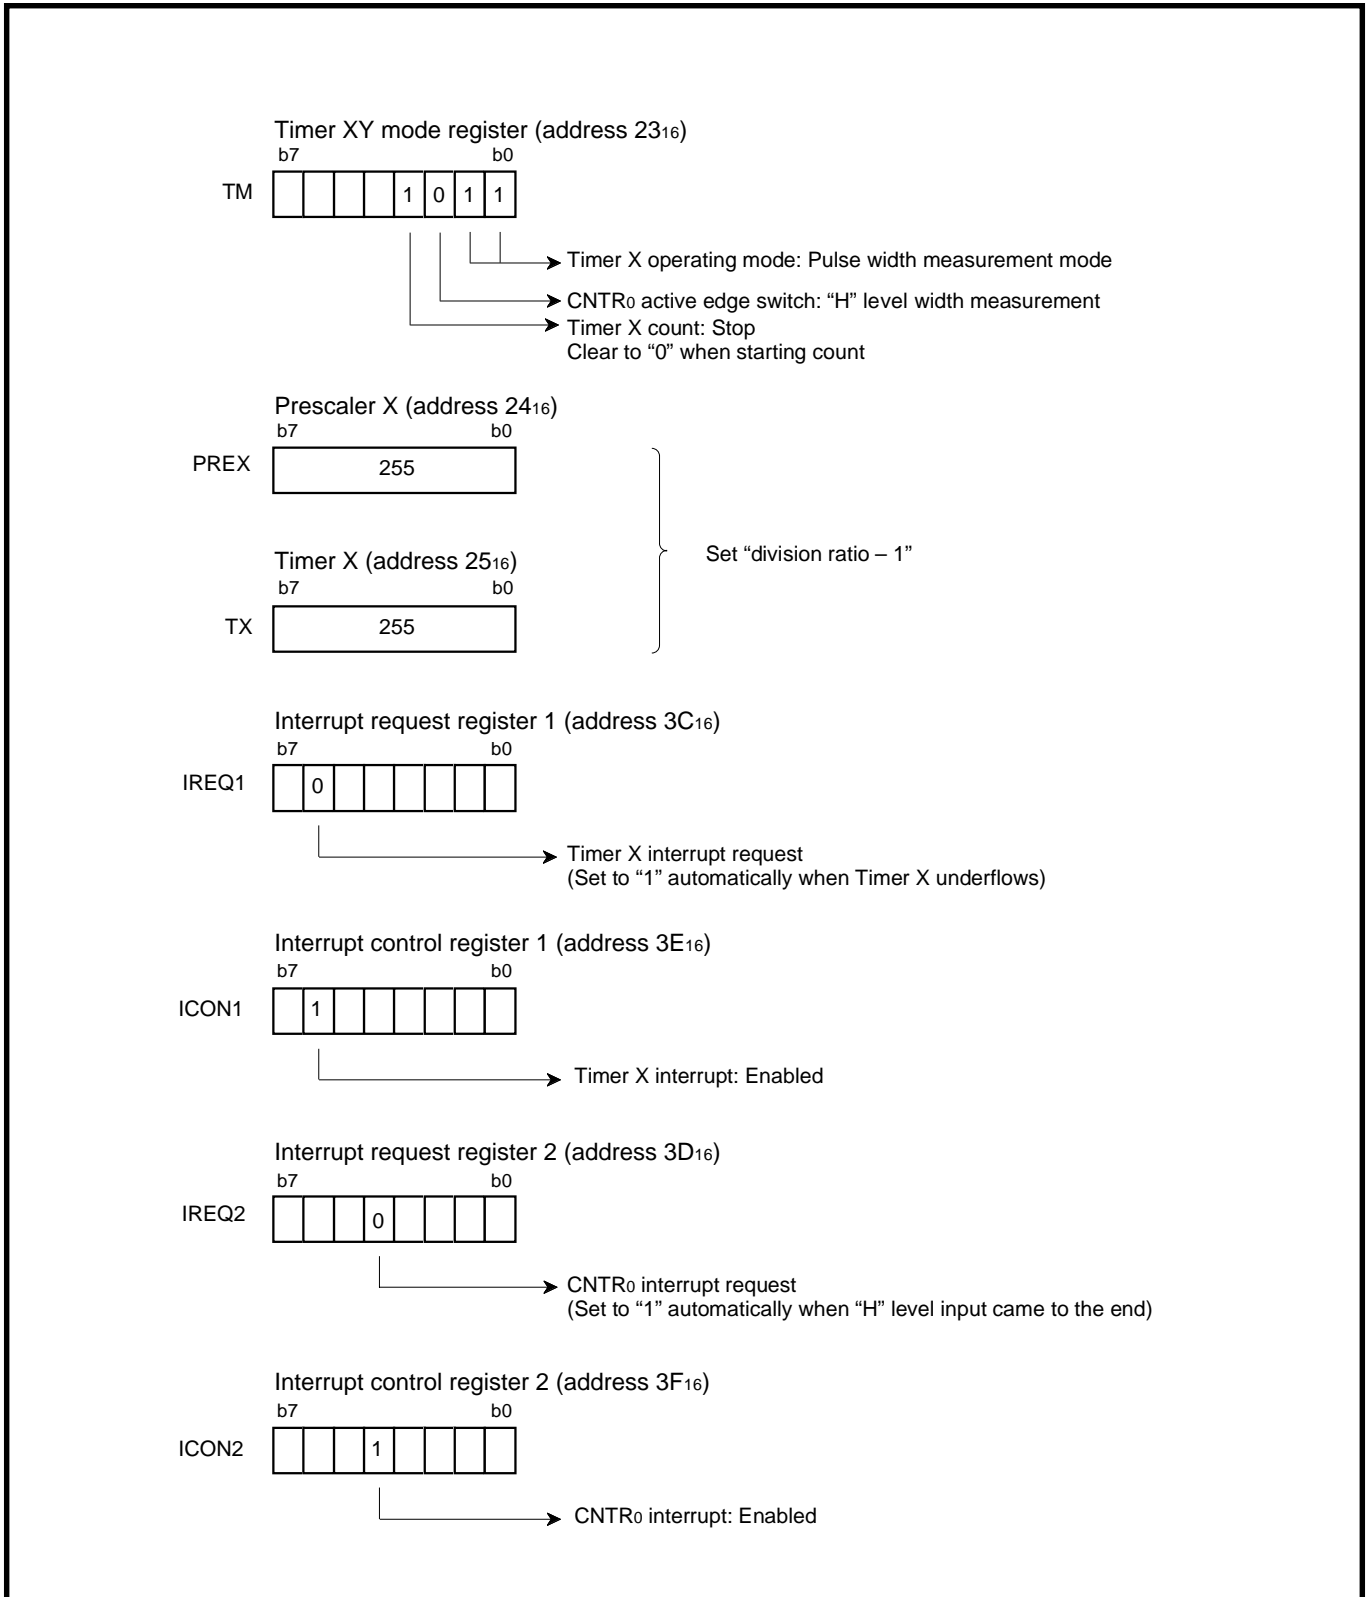 Timer XY mode register (address 23₁₆)
b7 b0
TM 1 0 1 1
Timer X operating mode: Pulse width measurement mode
CNTR₀ active edge switch: “H” level width measurement
Timer X count: Stop
Clear to “0” when starting count
Prescaler X (address 24₁₆)
b7 b0
PREX 255
Set “division ratio – 1”
Timer X (address 25₁₆)
b7 b0
TX 255
Interrupt request register 1 (address 3C₁₆)
b7 b0
IREQ1 0
Timer X interrupt request
(Set to “1” automatically when Timer X underflows)
Interrupt control register 1 (address 3E₁₆)
b7 b0
ICON1 1
Timer X interrupt: Enabled
Interrupt request register 2 (address 3D₁₆)
b7 b0
IREQ2 0
CNTR₀ interrupt request
(Set to “1” automatically when “H” level input came to the end)
Interrupt control register 2 (address 3F₁₆)
b7 b0
ICON2 1
CNTR₀ interrupt: Enabled